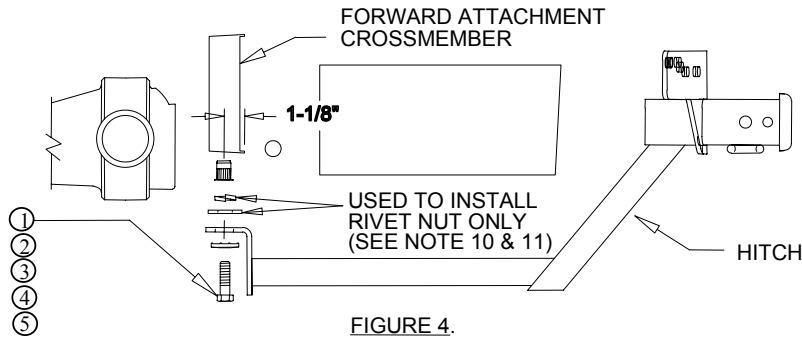 FORWARD ATTACHMENT
CROSSMEMBER
1-1/8"
USED TO INSTALL
RIVET NUT ONLY
(SEE NOTE 10 & 11)
1
2
3
4
5
HITCH
FIGURE 4.